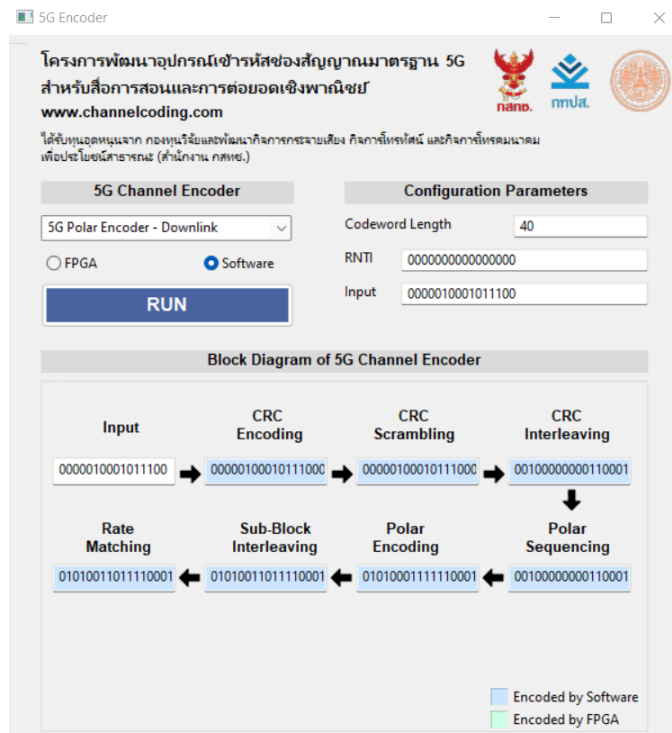 5G Encoder
โครงการพัฒนาอุปกรณ์เข้ารหัสช่องสัญญาณมาตรฐาน 5G
สำหรับสื่อการสอนและการต่อยอดเชิงพาณิชย์
www.channelcoding.com
ได้รับทุนอุดหนุนจาก กองทุนวิจัยและพัฒนากิจการกระจายเสียง กิจการโทรทัศน์ และกิจการโทรคมนาคม
เพื่อประโยชน์สาธารณะ (สำนักงาน กสทช.)
กสทช. กทปส.
5G Channel Encoder
5G Polar Encoder - Downlink
FPGA Software
RUN
Configuration Parameters
Codeword Length 40
RNTI 0000000000000000
Input 0000010001011100
Block Diagram of 5G Channel Encoder
Input
0000010001011100
CRC
Encoding
00000100010111000
CRC
Scrambling
00000100010111000
CRC
Interleaving
00100000000110001
Polar
Sequencing
00100000000110001
Polar
Encoding
01010001111110001
Sub-Block
Interleaving
01010011011110001
Rate
Matching
01010011011110001
Encoded by Software
Encoded by FPGA